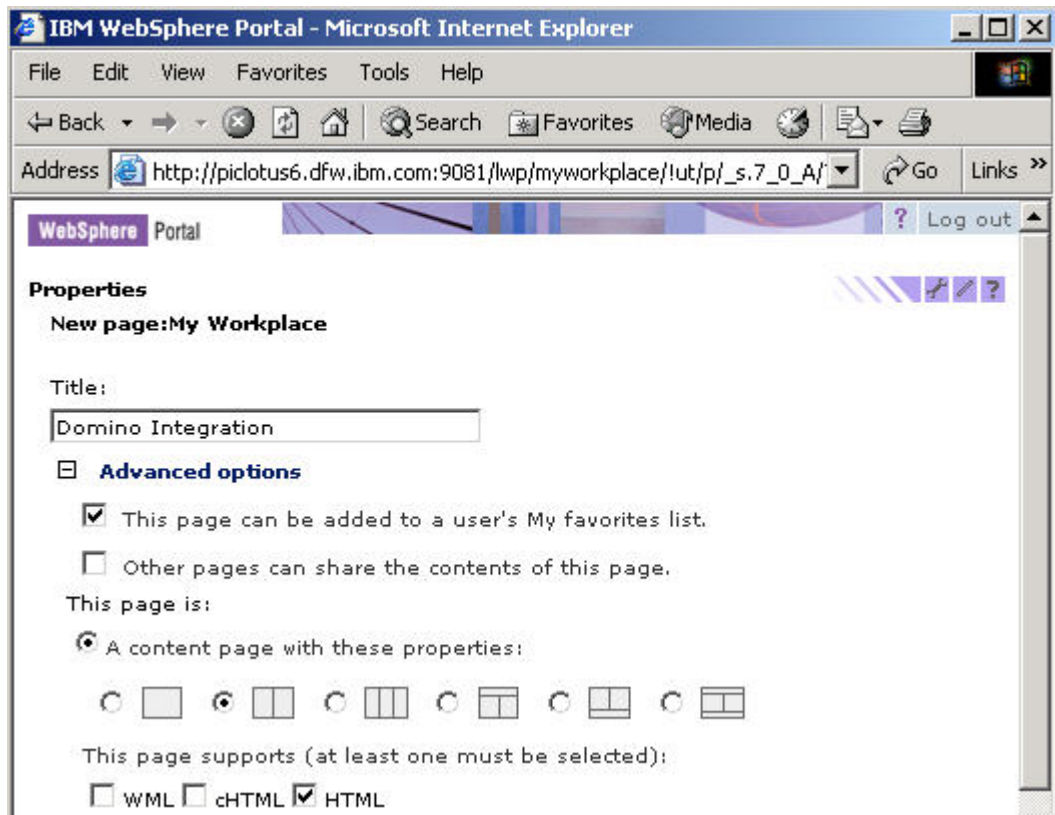 IBM WebSphere Portal - Microsoft Internet Explorer
File Edit View Favorites Tools Help
Back Search Favorites Media
Address http://piclotus6.dfw.ibm.com:9081/lwp/myworkplace/!ut/p/_s.7_0_A/ Go Links »
WebSphere Portal ? Log out
Properties ?
New page:My Workplace
Title:
Domino Integration
Advanced options
This page can be added to a user's My favorites list.
Other pages can share the contents of this page.
This page is:
A content page with these properties:
This page supports (at least one must be selected):
WML cHTML HTML